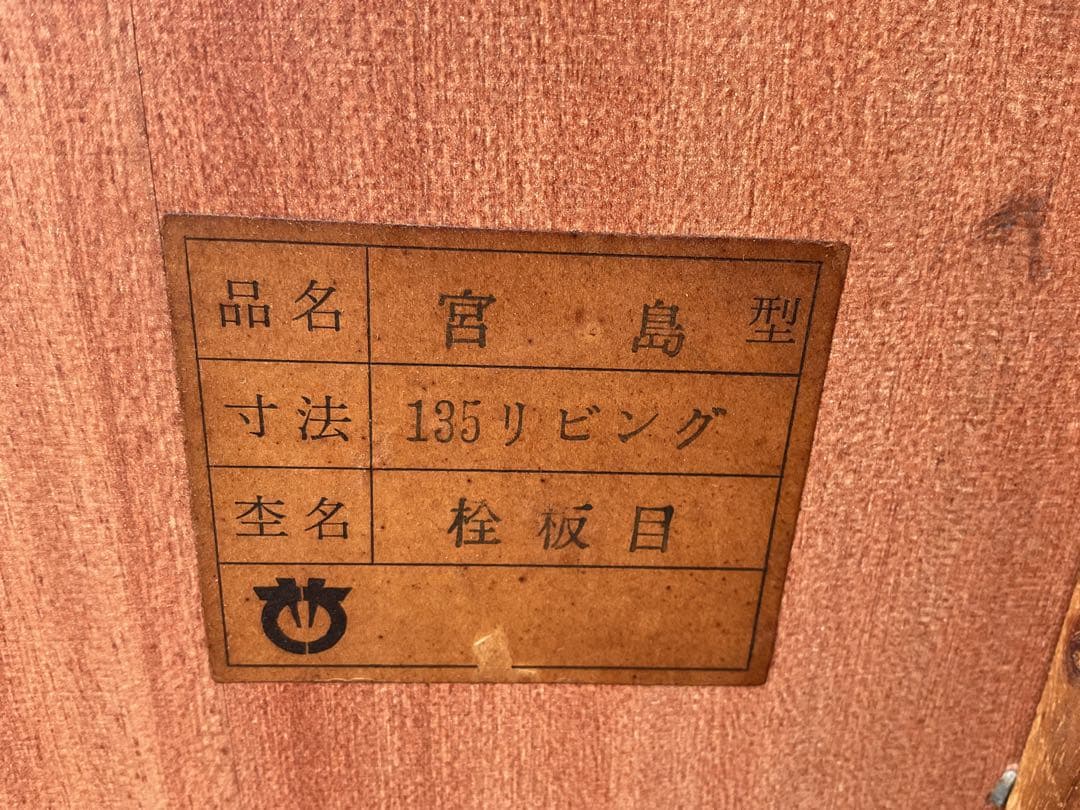 品名 宮島型
寸法 135リビング
杢名 栓板目